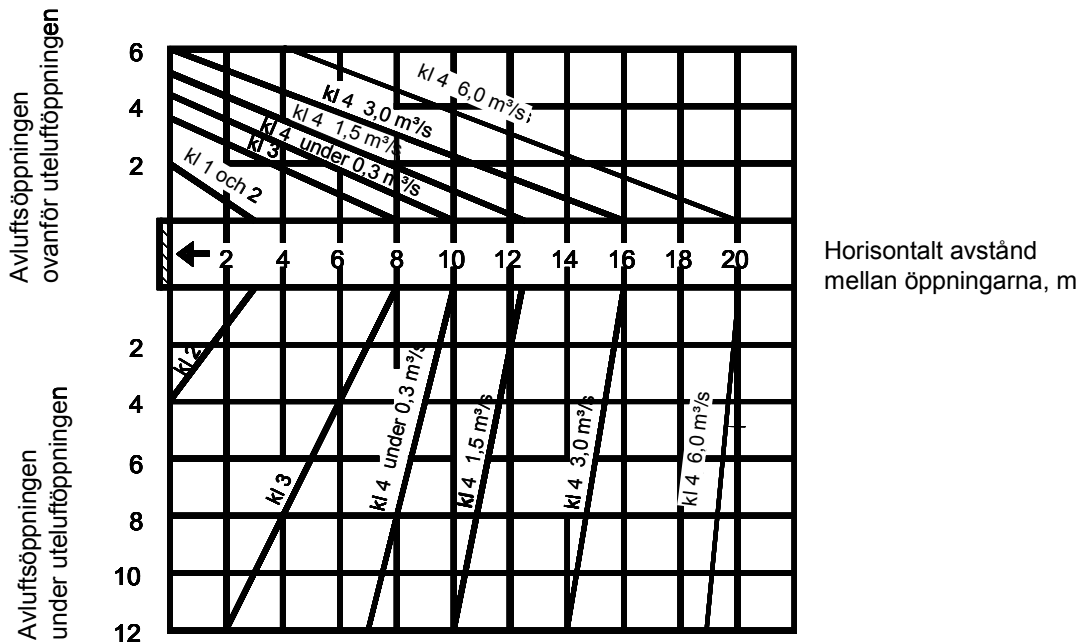 Avluftsöppningen
ovanför uteluftöppningen
6
4
2
kl 4 6,0 m³/s
kl 4 3,0 m³/s
kl 4 1,5 m³/s
kl 4 under 0,3 m³/s
kl 3
kl 1 och 2
2 4 6 8 10 12 14 16 18 20
Horisontalt avstånd
mellan öppningarna, m
Avluftsöppningen
under uteluftöppningen
2
4
6
8
10
12
kl 2
kl 3
kl 4 under 0,3 m³/s
kl 4 1,5 m³/s
kl 4 3,0 m³/s
kl 4 6,0 m³/s